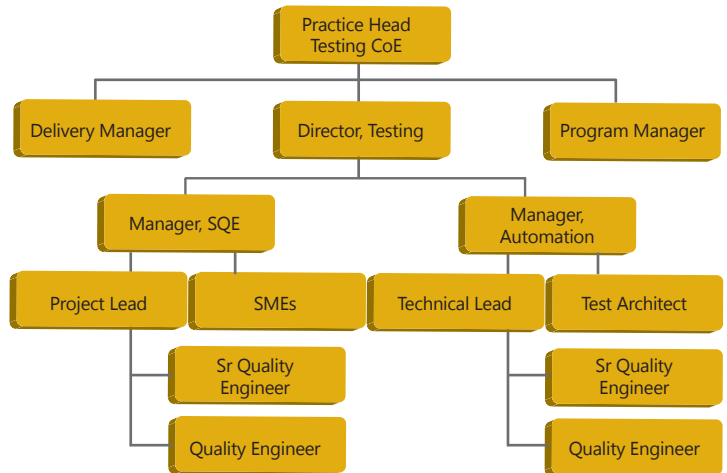 Practice Head
Testing CoE
Delivery Manager
Director, Testing
Program Manager
Manager, SQE
Manager,
Automation
Project Lead
SMEs
Technical Lead
Test Architect
Sr Quality
Engineer
Sr Quality
Engineer
Quality Engineer
Quality Engineer